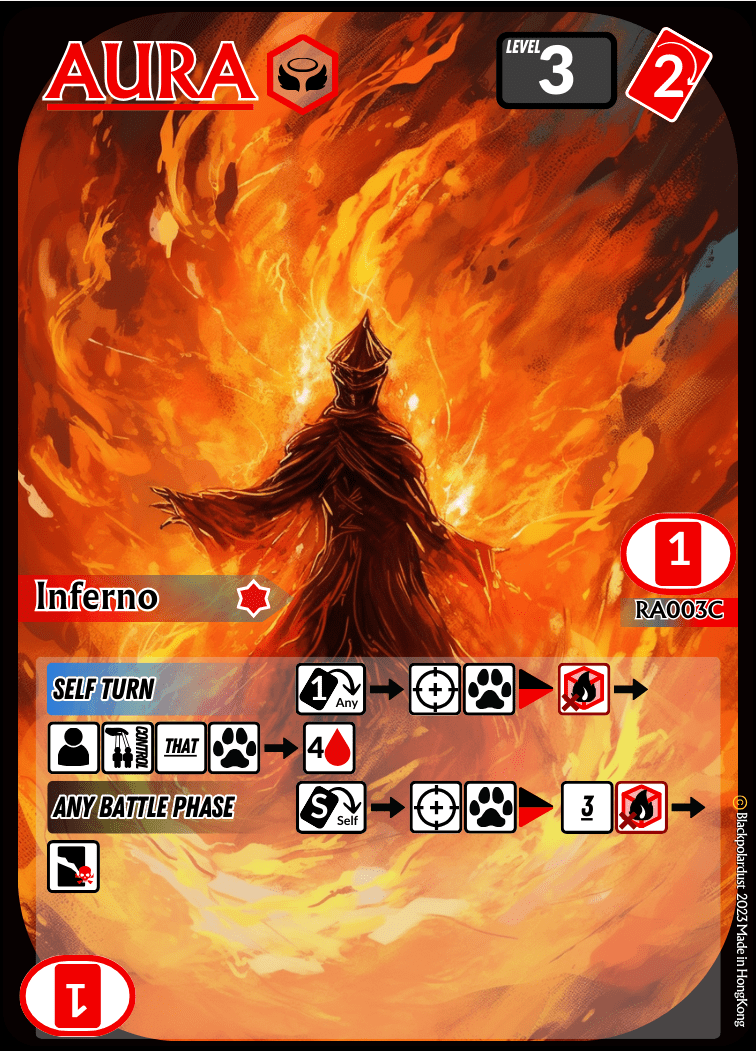 AURA
LEVEL 3
2
1
Inferno
RA003C
SELF TURN
1 Any
CONTROL THAT 4
ANY BATTLE PHASE
S Self 3
1
© Blackpolardust 2023 Made in HongKong